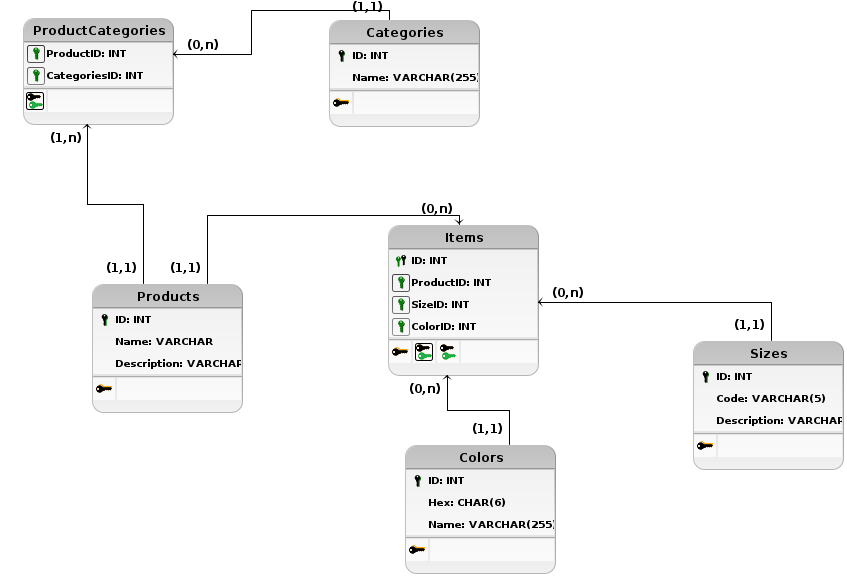 ProductCategories
ProductID: INT
CategoriesID: INT
(0,n)
(1,1)
Categories
ID: INT
Name: VARCHAR(255)
(1,n)
(1,1)
(1,1)
Products
ID: INT
Name: VARCHAR
Description: VARCHAR
(0,n)
Items
ID: INT
ProductID: INT
SizeID: INT
ColorID: INT
(0,n)
(1,1)
Sizes
ID: INT
Code: VARCHAR(5)
Description: VARCHAR
(0,n)
(1,1)
Colors
ID: INT
Hex: CHAR(6)
Name: VARCHAR(255)